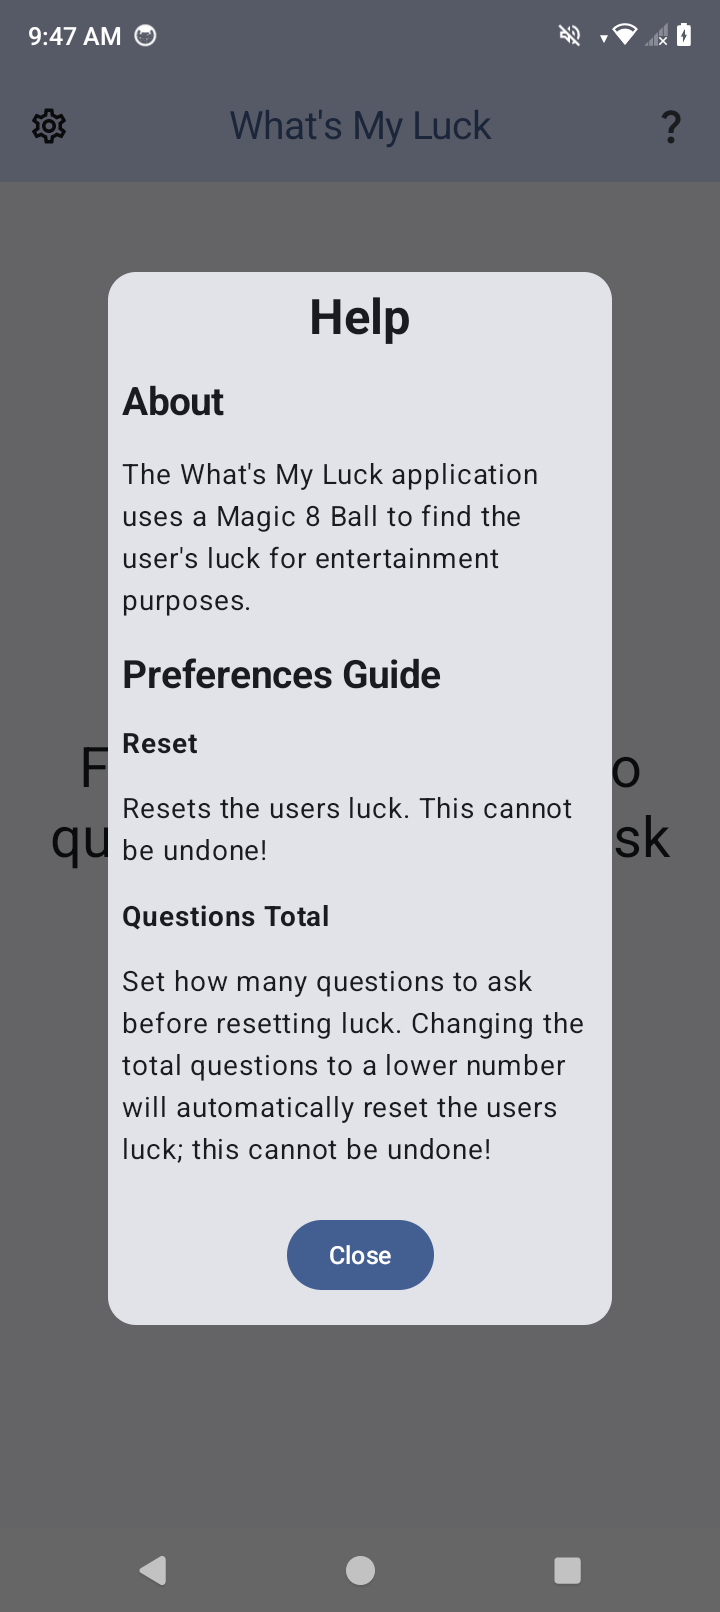 9:47 AM
What's My Luck
?
Help
About
The What's My Luck application
uses a Magic 8 Ball to find the
user's luck for entertainment
purposes.
Preferences Guide
Reset
Resets the users luck. This cannot
be undone!
Questions Total
Set how many questions to ask
before resetting luck. Changing the
total questions to a lower number
will automatically reset the users
luck; this cannot be undone!
Close